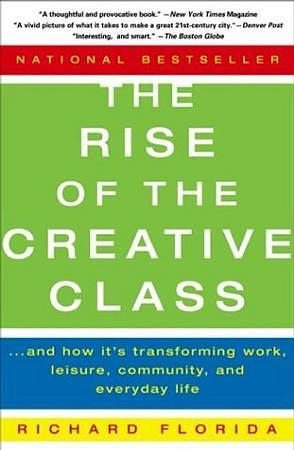 "A thoughtful and provocative book." —New York Times Magazine
"A vivid picture of what it takes to make a great 21st-century city."—Denver Post
"Interesting, and smart." —The Boston Globe
NATIONAL BESTSELLER
THE
RISE
OF THE
CREATIVE
CLASS
...and how it's transforming work,
leisure, community, and
everyday life
RICHARD FLORIDA